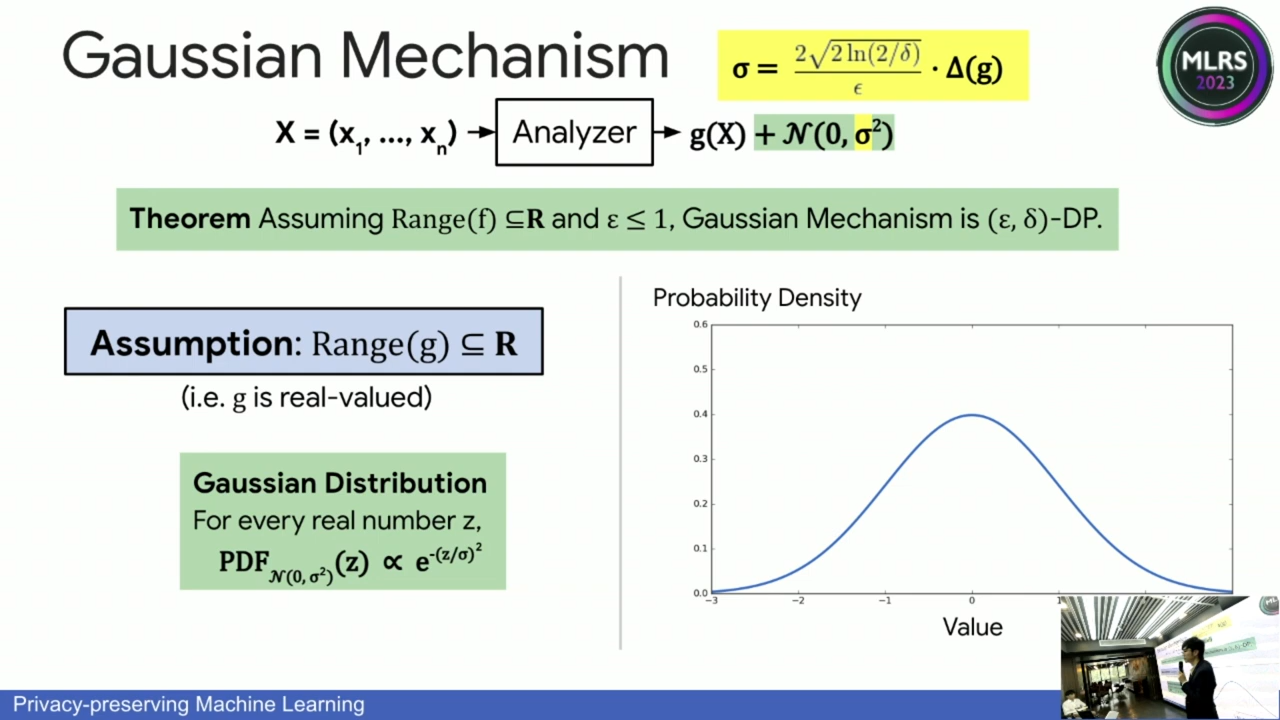 Gaussian Mechanism
σ = 2√2 ln(2/δ) / ϵ · Δ(g)
MLRS
2023
X = (x₁, ..., xₙ) → Analyzer → g(X) + 𝒩(0, σ²)
Theorem Assuming Range(f) ⊆R and ε ≤ 1, Gaussian Mechanism is (ε, δ)-DP.
Assumption: Range(g) ⊆ R
(i.e. g is real-valued)
Gaussian Distribution
For every real number z,
PDF𝒩(0, σ²)(z) ∝ e^-(z/σ)²
Probability Density
0.6
0.5
0.4
0.3
0.2
0.1
0.0
−3 −2 −1 0
Value
Privacy-preserving Machine Learning